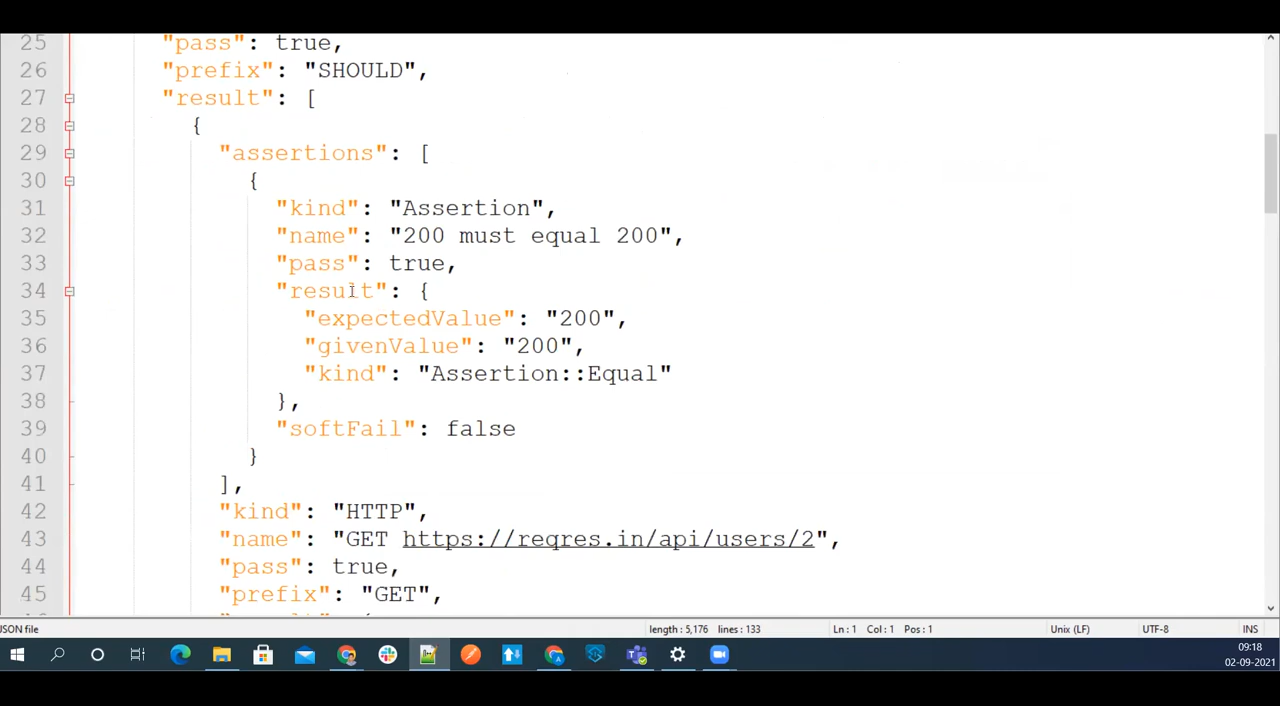 25 "pass": true,
26 "prefix": "SHOULD",
27 "result": [
28 {
29 "assertions": [
30 {
31 "kind": "Assertion",
32 "name": "200 must equal 200",
33 "pass": true,
34 "result": {
35 "expectedValue": "200",
36 "givenValue": "200",
37 "kind": "Assertion::Equal"
38 },
39 "softFail": false
40 }
41 ],
42 "kind": "HTTP",
43 "name": "GET https://reqres.in/api/users/2",
44 "pass": true,
45 "prefix": "GET",
JSON file length : 5,176 lines : 133 Ln : 1 Col : 1 Pos : 1 Unix (LF) UTF-8 INS
09:18
02-09-2021